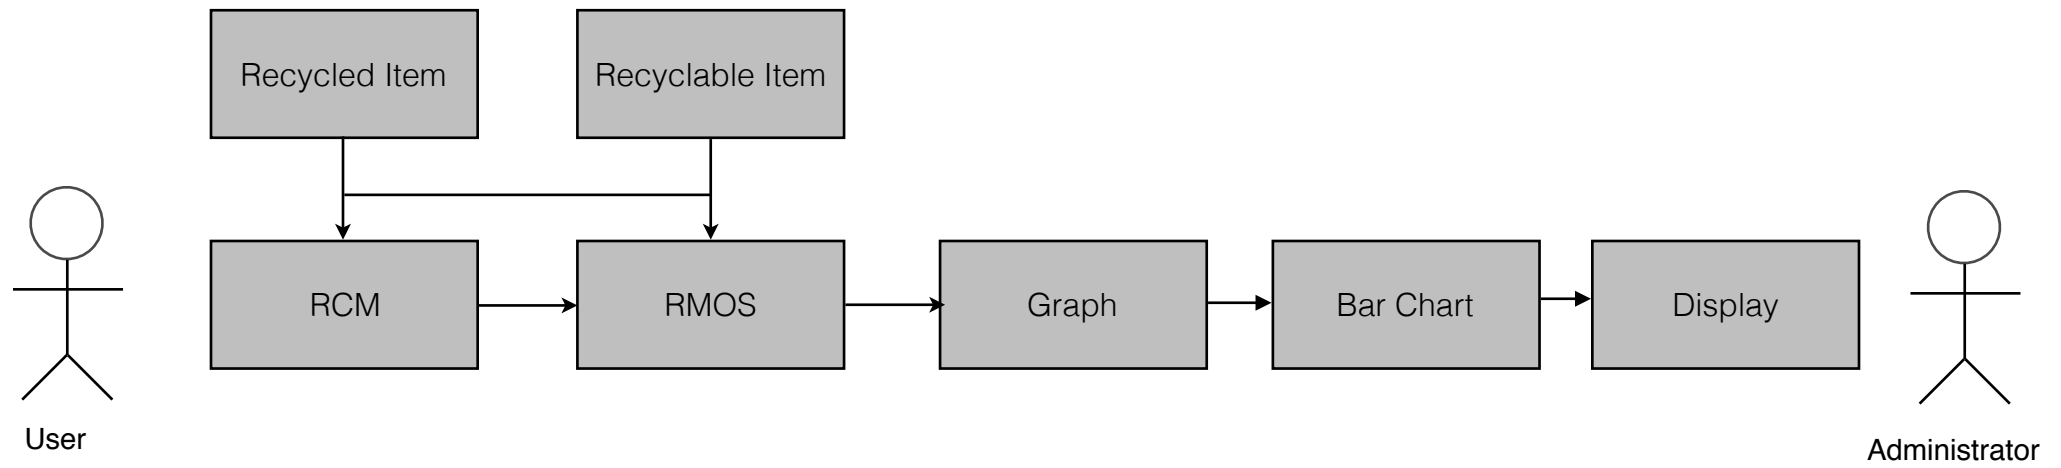 Recycled Item
Recyclable Item
RCM
RMOS
Graph
Bar Chart
Display
User
Administrator